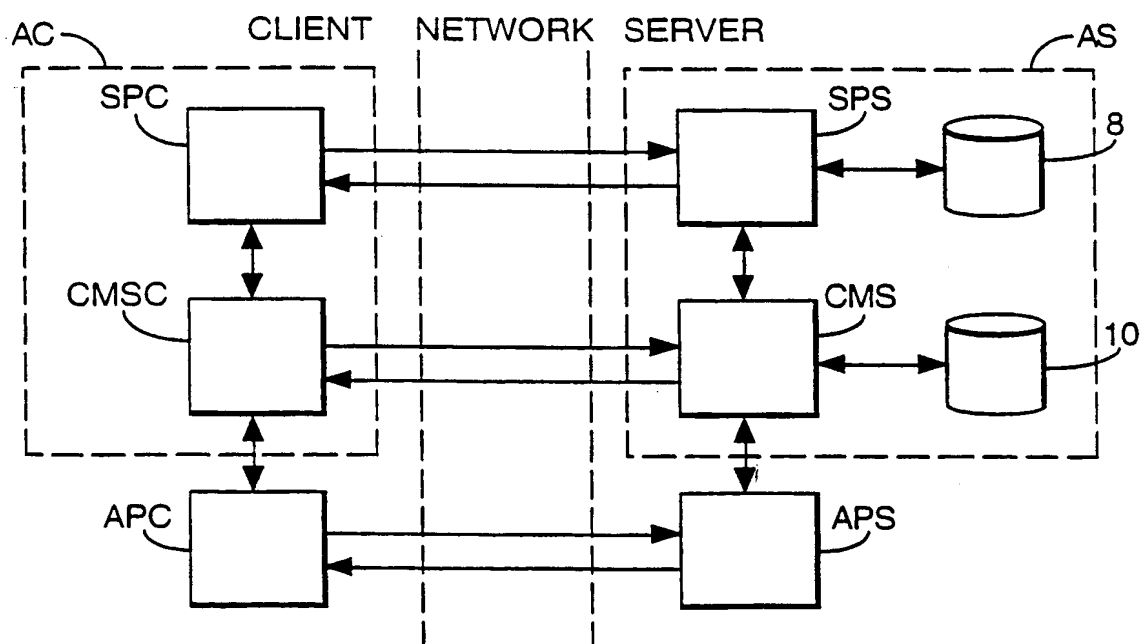 AC
CLIENT
NETWORK
SERVER
AS
SPC
SPS
8
CMSC
CMS
10
APC
APS